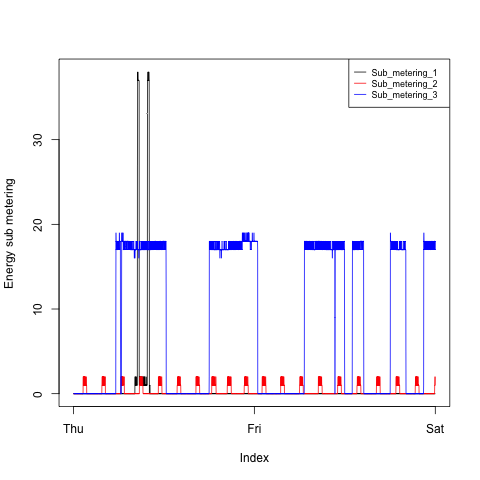 Sub_metering_1
Sub_metering_2
Sub_metering_3
Energy sub metering
30
20
10
0
Thu
Fri
Sat
Index